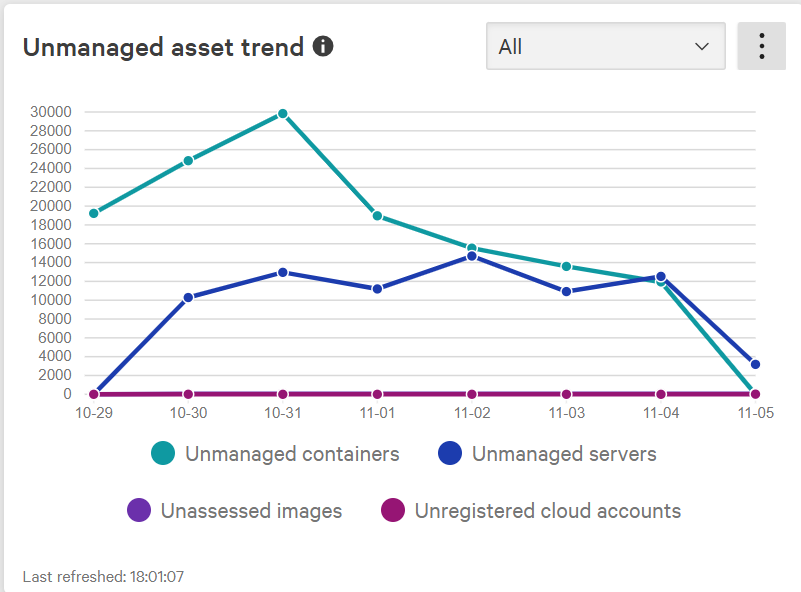 Unmanaged asset trend
All
30000
28000
26000
24000
22000
20000
18000
16000
14000
12000
10000
8000
6000
4000
2000
0
10-29 10-30 10-31 11-01 11-02 11-03 11-04 11-05
Unmanaged containers Unmanaged servers
Unassessed images Unregistered cloud accounts
Last refreshed: 18:01:07